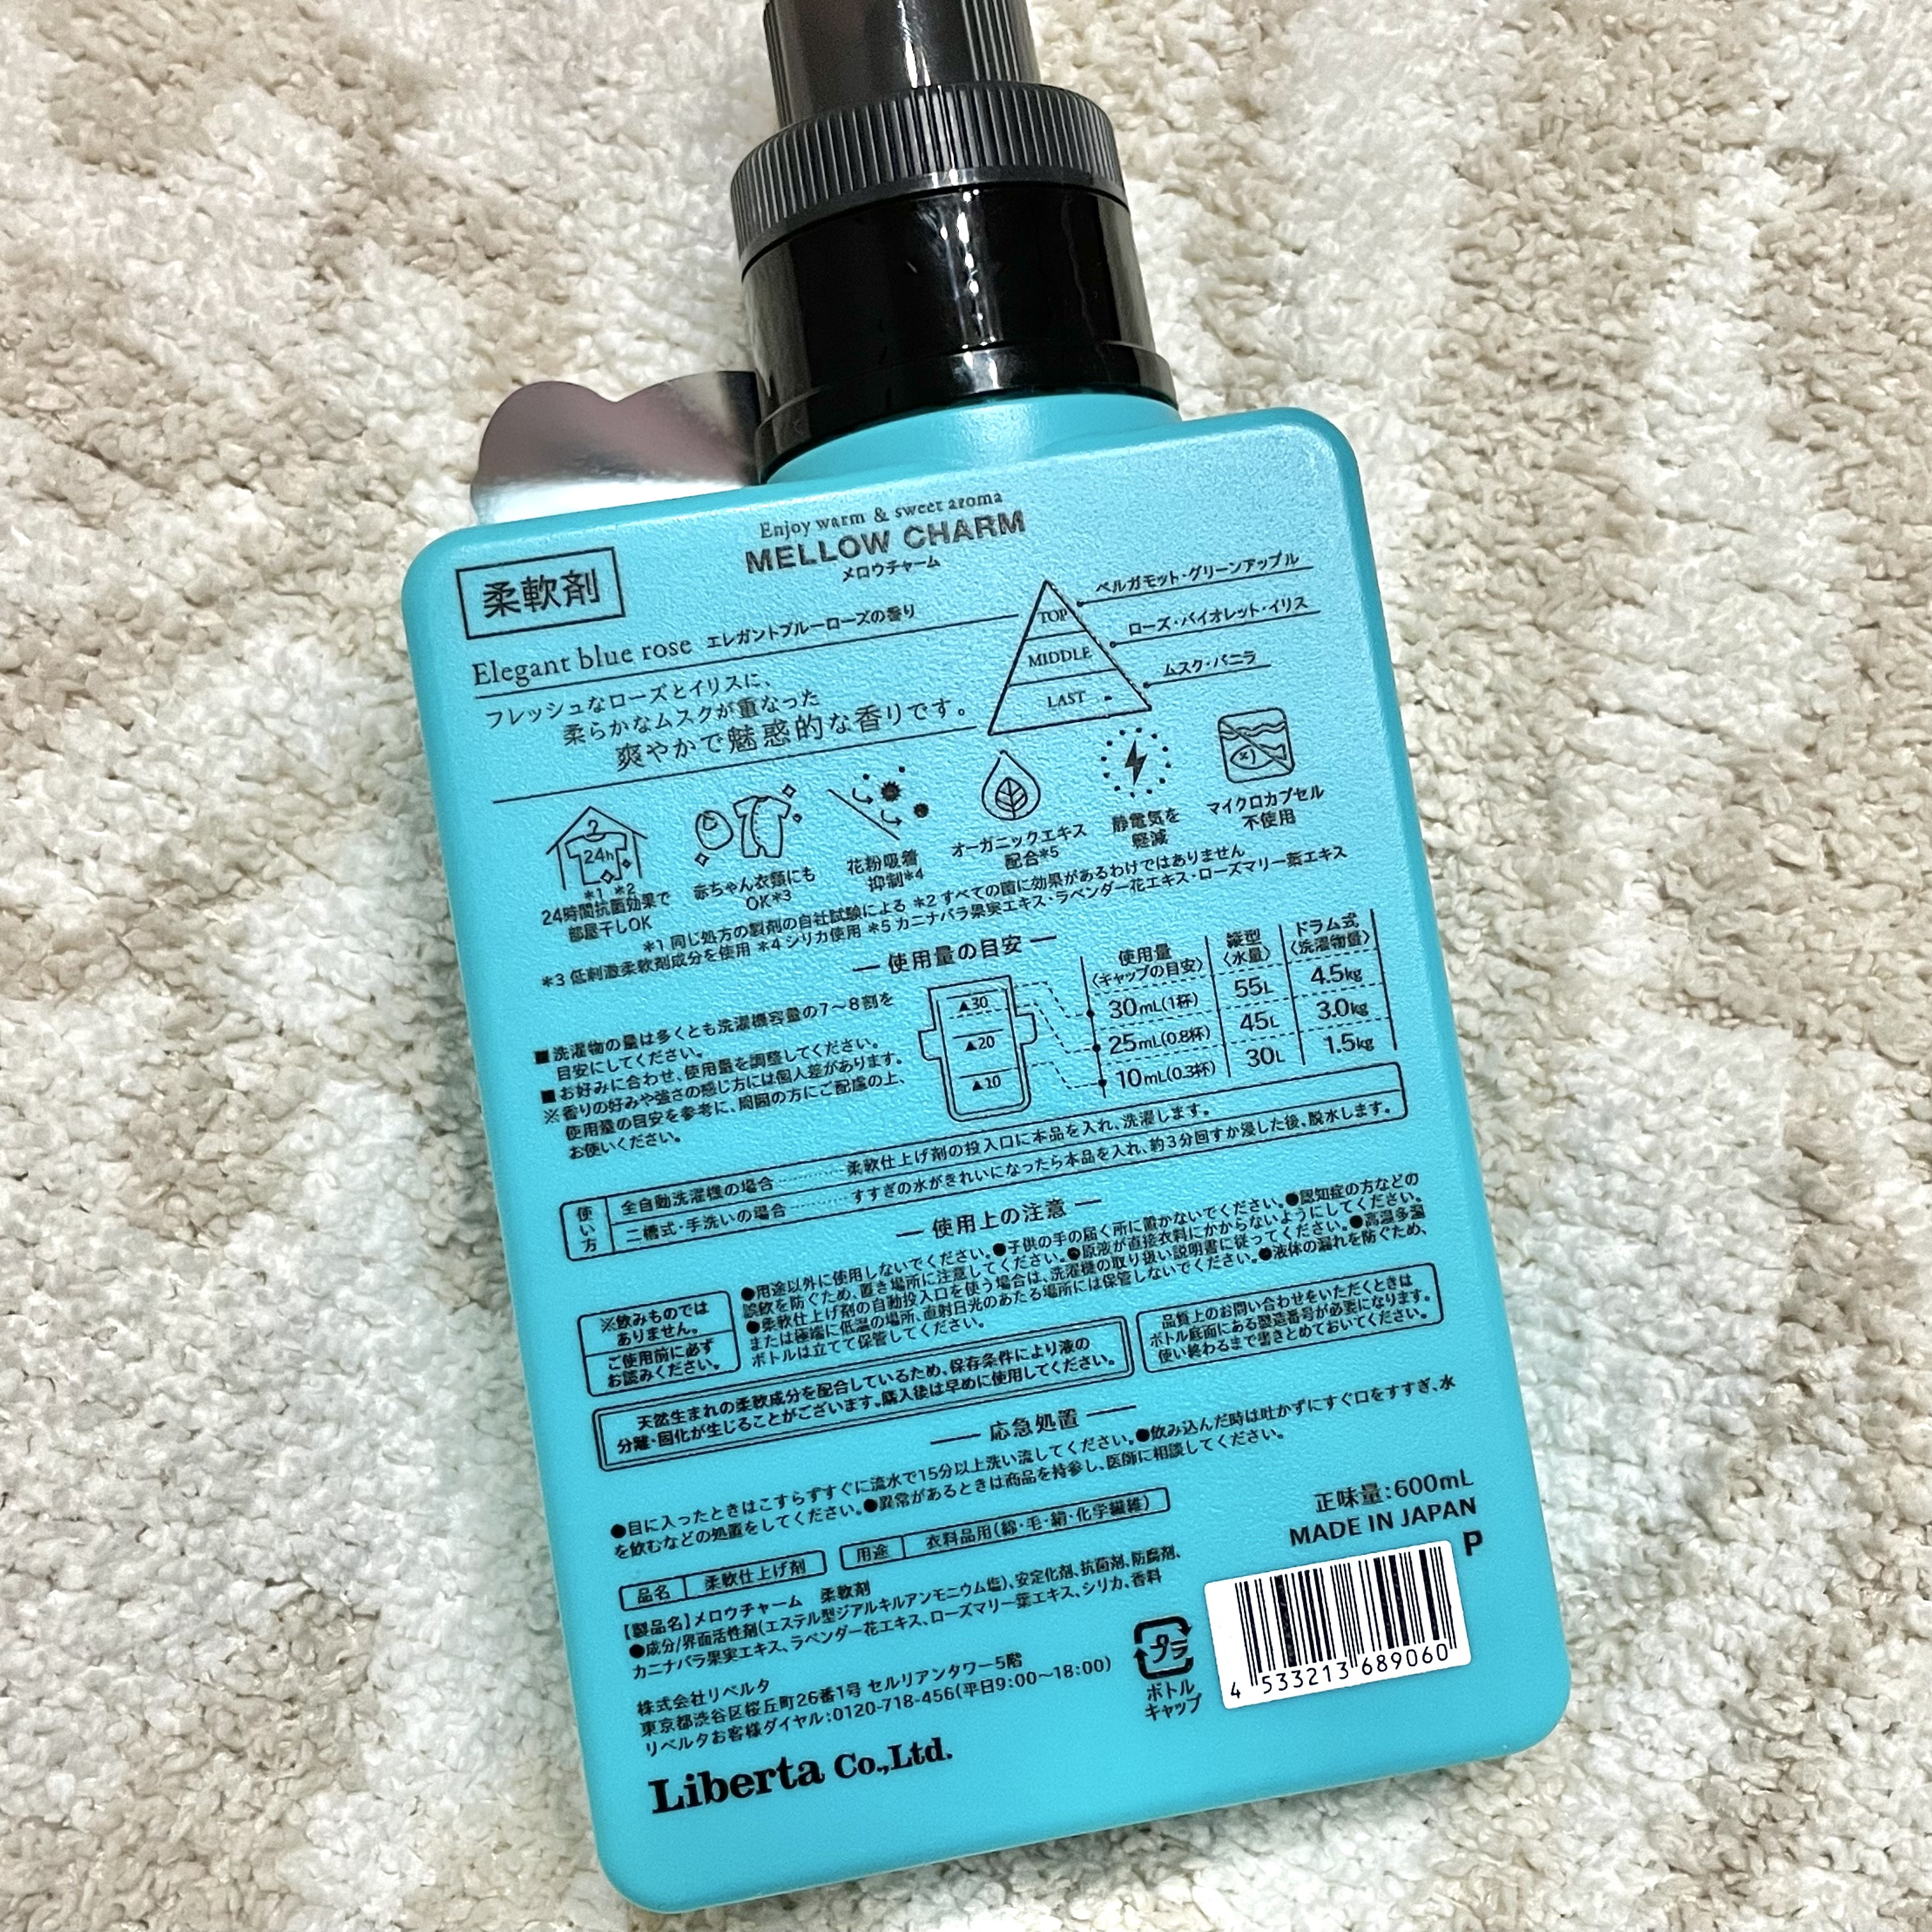 Enjoy warm & sweet aroma
MELLOW CHARM
メロウチャーム
柔軟剤
Elegant blue rose エレガントブルーローズの香り
フレッシュなローズとイリスに、
柔らかなムスクが重なった
爽やかで魅惑的な香りです。
TOP
ベルガモット・グリーンアップル
MIDDLE
ローズ・バイオレット・イリス
LAST
ムスク・バニラ
24h
*1 *2
24時間抗菌効果で
部屋干しOK
赤ちゃん衣類にも
OK*3
花粉吸着
抑制*4
オーガニックエキス
配合*5
静電気を
軽減
マイクロカプセル
不使用
*1 同じ処方の製剤の自社試験による *2 すべての菌に効果があるわけではありません
*3 低刺激柔軟剤成分を使用 *4 シリカ使用 *5 カニナバラ果実エキス・ラベンダー花エキス・ローズマリー葉エキス
使用量の目安
■洗濯物の量は多くとも洗濯機容量の7～8割を
目安にしてください。
■お好みに合わせ、使用量を調整してください。
※香りの好みや強さの感じ方には個人差があります。
使用量の目安を参考に、周囲の方にご配慮の上、
お使いください。
▲30
▲20
▲10
使用量
〈キャップの目安〉
縦型
〈水量〉
ドラム式
〈洗濯物量〉
30mL(1杯) 55L 4.5kg
25mL(0.8杯) 45L 3.0kg
10mL(0.3杯) 30L 1.5kg
使い方
全自動洗濯機の場合………柔軟仕上げ剤の投入口に本品を入れ、洗濯します。
二槽式・手洗いの場合………すすぎの水がきれいになったら本品を入れ、約3分回すか浸した後、脱水します。
使用上の注意
※飲みものでは
ありません。
ご使用前に必ず
お読みください。
●用途以外に使用しないでください。●子供の手の届く所に置かないでください。●認知症の方などの
誤飲を防ぐため、置き場所に注意してください。●原液が直接衣料にかからないようにしてください。
●柔軟仕上げ剤の自動投入口を使う場合は、洗濯機の取り扱い説明書に従ってください。●高温多湿
または極端に低温の場所、直射日光のあたる場所には保管しないでください。●液体の漏れを防ぐため、
ボトルは立てて保管してください。
天然生まれの柔軟成分を配合しているため、保存条件により液の
分離・固化が生じることがございます。購入後は早めに使用してください。
品質上のお問い合わせをいただくときは
ボトル底面にある製造番号が必要になります。
使い終わるまで書きとめておいてください。
応急処置
●目に入ったときはこすらずすぐに流水で15分以上洗い流してください。●飲み込んだ時は吐かずにすぐ口をすすぎ、水
を飲むなどの処置をしてください。●異常があるときは商品を持参し、医師に相談してください。
品名 柔軟仕上げ剤
用途 衣料品用(綿・毛・絹・化学繊維)
【製品名】メロウチャーム 柔軟剤
●成分/界面活性剤(エステル型ジアルキルアンモニウム塩)、安定化剤、抗菌剤、防腐剤、
カニナバラ果実エキス、ラベンダー花エキス、ローズマリー葉エキス、シリカ、香料
株式会社リベルタ
東京都渋谷区桜丘町26番1号 セルリアンタワー5階
リベルタお客様ダイヤル:0120-718-456(平日9:00～18:00)
Liberta Co.,Ltd.
正味量:600mL
MADE IN JAPAN
P
プラ
ボトル
キャップ
4 533213 689060